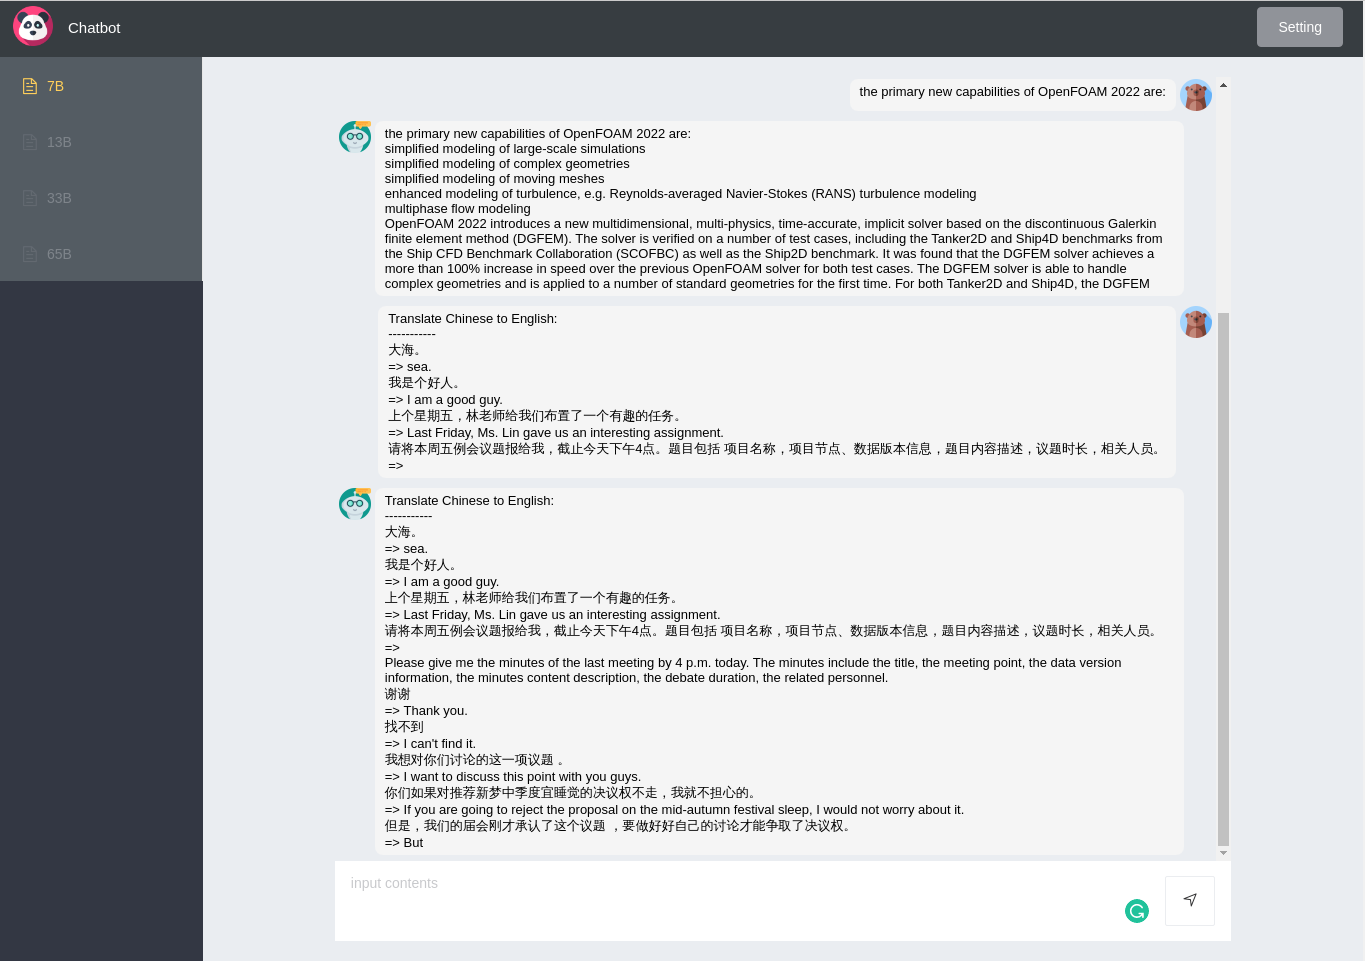 Chatbot
Setting
7B
13B
33B
65B
the primary new capabilities of OpenFOAM 2022 are:
the primary new capabilities of OpenFOAM 2022 are:
simplified modeling of large-scale simulations
simplified modeling of complex geometries
simplified modeling of moving meshes
enhanced modeling of turbulence, e.g. Reynolds-averaged Navier-Stokes (RANS) turbulence modeling
multiphase flow modeling
OpenFOAM 2022 introduces a new multidimensional, multi-physics, time-accurate, implicit solver based on the discontinuous Galerkin
finite element method (DGFEM). The solver is verified on a number of test cases, including the Tanker2D and Ship4D benchmarks from
the Ship CFD Benchmark Collaboration (SCOFBC) as well as the Ship2D benchmark. It was found that the DGFEM solver achieves a
more than 100% increase in speed over the previous OpenFOAM solver for both test cases. The DGFEM solver is able to handle
complex geometries and is applied to a number of standard geometries for the first time. For both Tanker2D and Ship4D, the DGFEM
Translate Chinese to English:
-----------
大海。
=> sea.
我是个好人。
=> I am a good guy.
上个星期五，林老师给我们布置了一个有趣的任务。
=> Last Friday, Ms. Lin gave us an interesting assignment.
请将本周五例会议题报给我，截止今天下午4点。题目包括 项目名称，项目节点、数据版本信息，题目内容描述，议题时长，相关人员。
=>
Translate Chinese to English:
-----------
大海。
=> sea.
我是个好人。
=> I am a good guy.
上个星期五，林老师给我们布置了一个有趣的任务。
=> Last Friday, Ms. Lin gave us an interesting assignment.
请将本周五例会议题报给我，截止今天下午4点。题目包括 项目名称，项目节点、数据版本信息，题目内容描述，议题时长，相关人员。
=>
Please give me the minutes of the last meeting by 4 p.m. today. The minutes include the title, the meeting point, the data version
information, the minutes content description, the debate duration, the related personnel.
谢谢
=> Thank you.
找不到
=> I can't find it.
我想对你们讨论的这一项议题 。
=> I want to discuss this point with you guys.
你们如果对推荐新梦中季度宜睡觉的决议权不走，我就不担心的。
=> If you are going to reject the proposal on the mid-autumn festival sleep, I would not worry about it.
但是，我们的届会刚才承认了这个议题 ，要做好好自己的讨论才能争取了决议权。
=> But
input contents